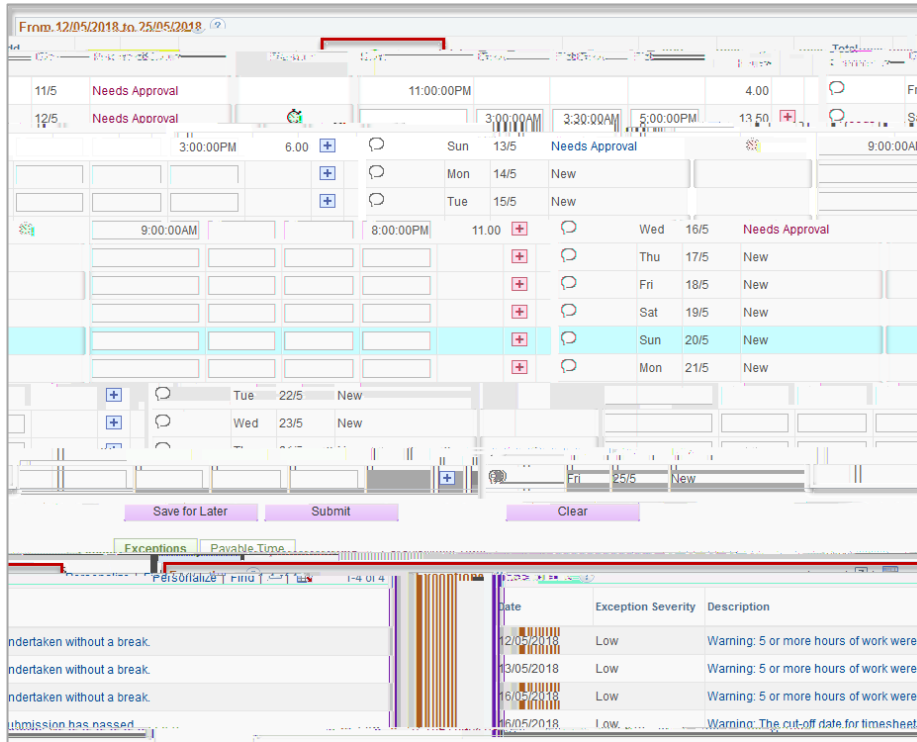 From 12/05/2018 to 25/05/2018
Total
11/5 Needs Approval 11:00:00PM 4.00 Fr
12/5 Needs Approval 3:00:00AM 3:30:00AM 5:00:00PM 13.50 Sa
3:00:00PM 6.00 Sun 13/5 Needs Approval 9:00:00A
Mon 14/5 New
Tue 15/5 New
9:00:00AM 8:00:00PM 11.00 Wed 16/5 Needs Approval
Thu 17/5 New
Fri 18/5 New
Sat 19/5 New
Sun 20/5 New
Mon 21/5 New
Tue 22/5 New
Wed 23/5 New
Fri 25/5 New
Save for Later Submit Clear
Exceptions Payable Time
Personalize | Find | 1-4 of 4
Date Exception Severity Description
ndertaken without a break. 12/05/2018 Low Warning: 5 or more hours of work were
ndertaken without a break. 13/05/2018 Low Warning: 5 or more hours of work were
ndertaken without a break. 16/05/2018 Low Warning: 5 or more hours of work were
ubmission has passed 16/05/2018 Low Warning: The cut-off date for timesheet